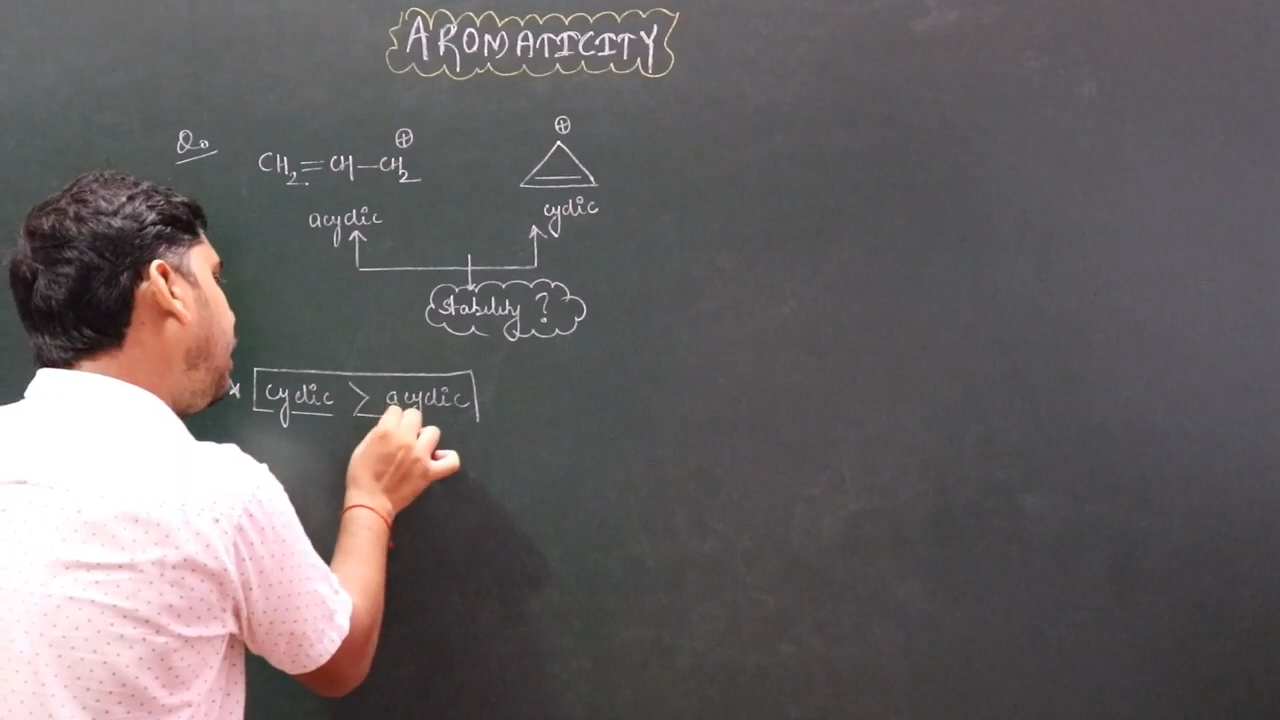 AROMATICITY
Q. CH2=CH-CH2 ⊕ ⊕
acyclic cyclic
stability ?
* cyclic > acyclic